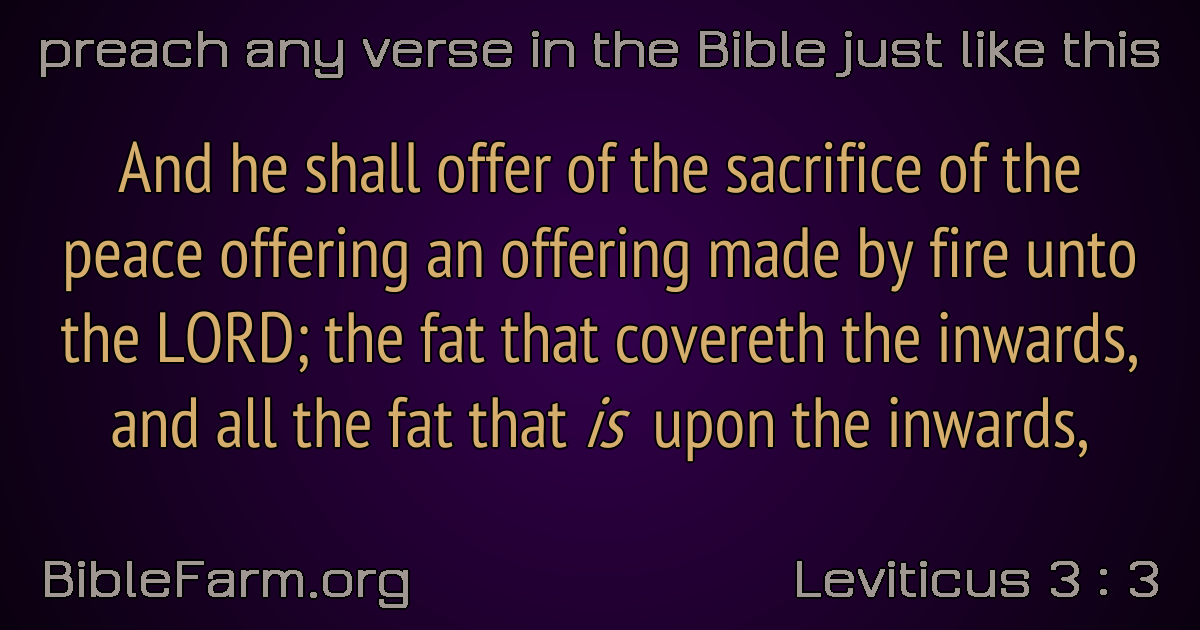 preach any verse in the Bible just like this
And he shall offer of the sacrifice of the
peace offering an offering made by fire unto
the LORD; the fat that covereth the inwards,
and all the fat that is upon the inwards,
BibleFarm.org
Leviticus 3 : 3